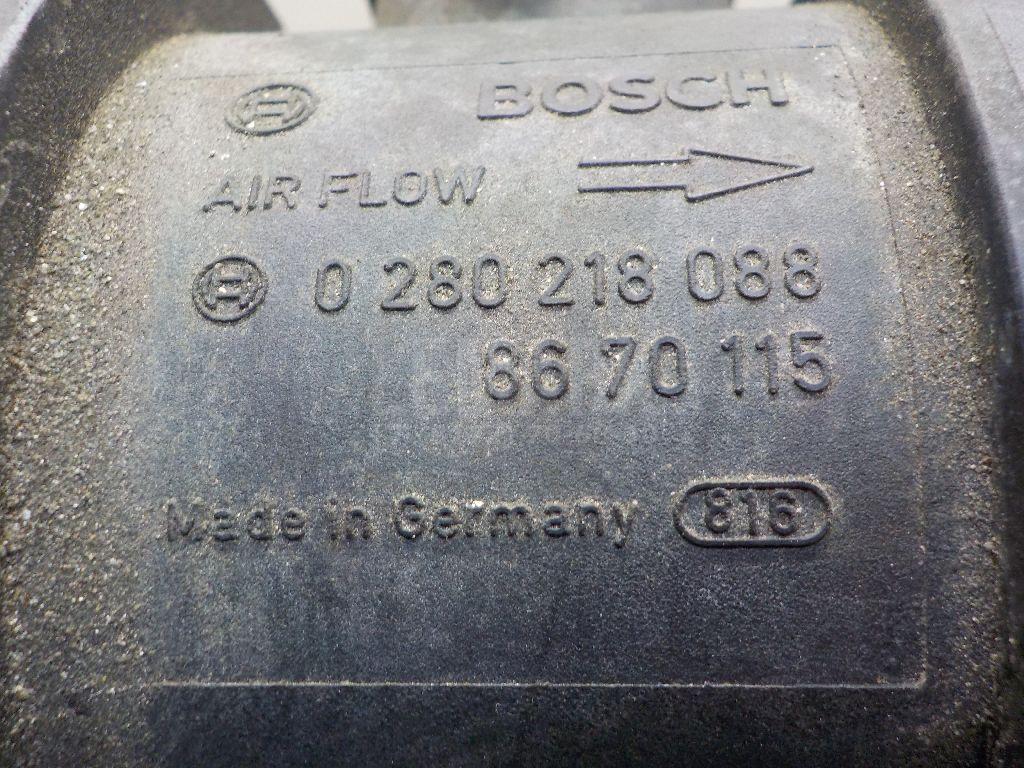 BOSCH
AIR FLOW
0 280 218 088
86 70 115
Made in Germany 816